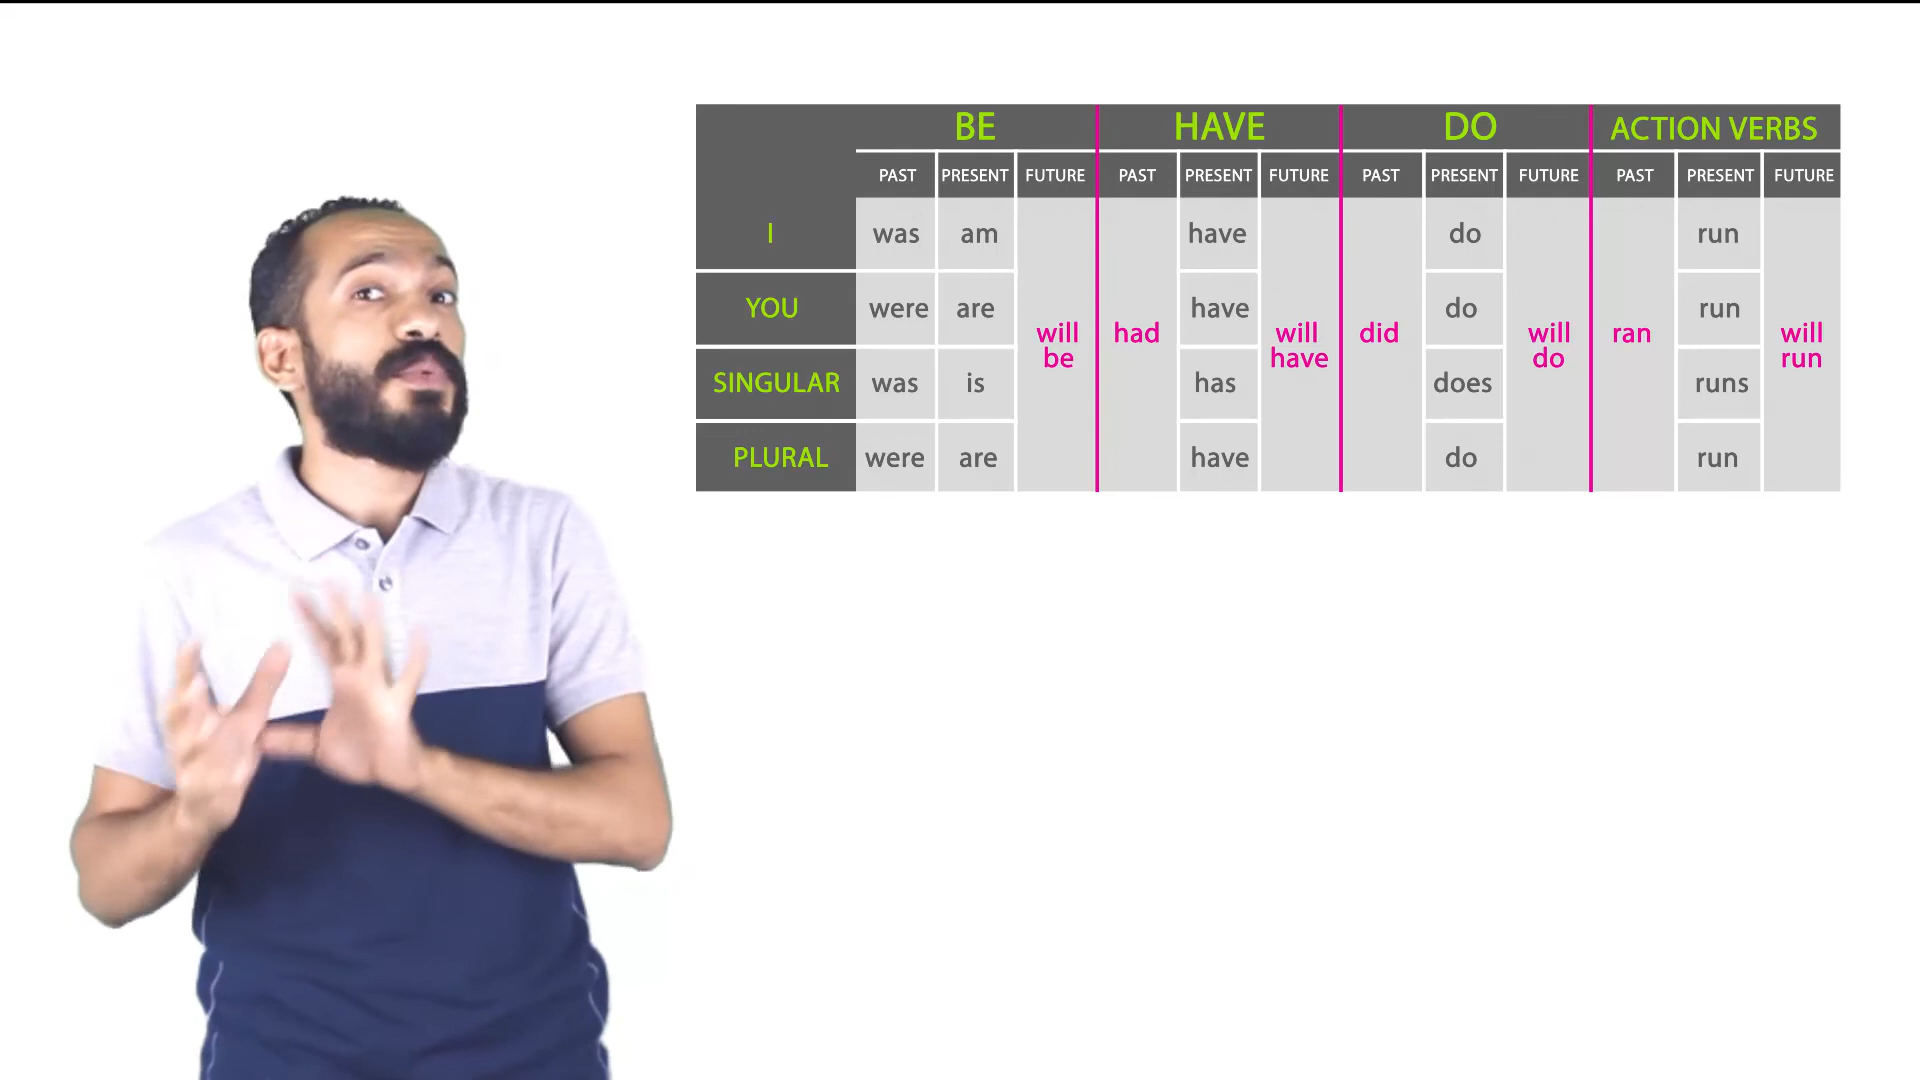 BE HAVE DO ACTION VERBS
PAST PRESENT FUTURE PAST PRESENT FUTURE PAST PRESENT FUTURE PAST PRESENT FUTURE
I was am have do run
YOU were are have do run
will be had will have did will do ran will run
SINGULAR was is has does runs
PLURAL were are have do run